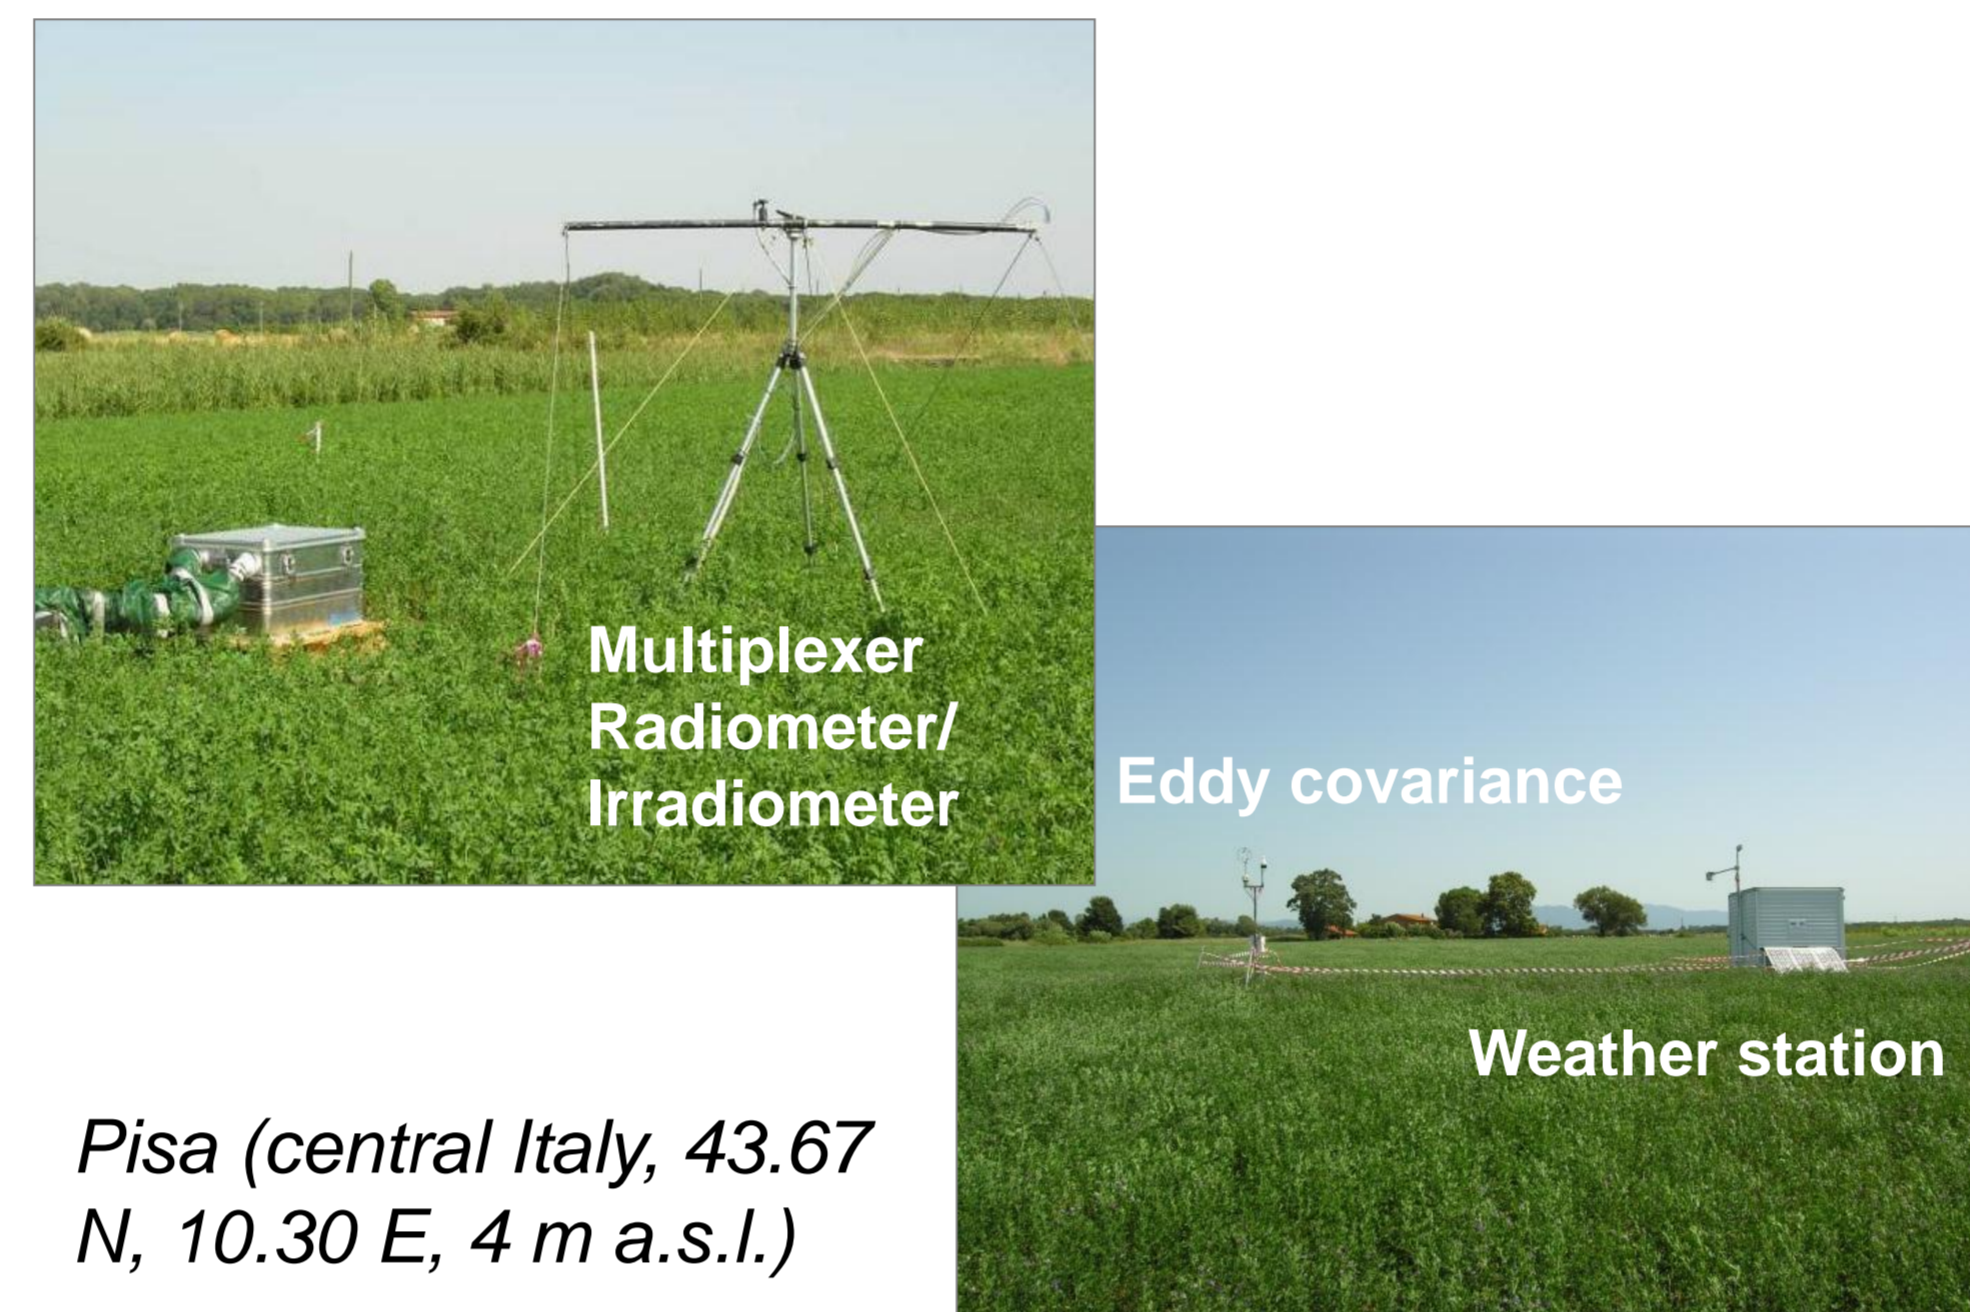 Multiplexer
Radiometer/
Irradiometer
Eddy covariance
Weather station
Pisa (central Italy, 43.67
N, 10.30 E, 4 m a.s.l.)